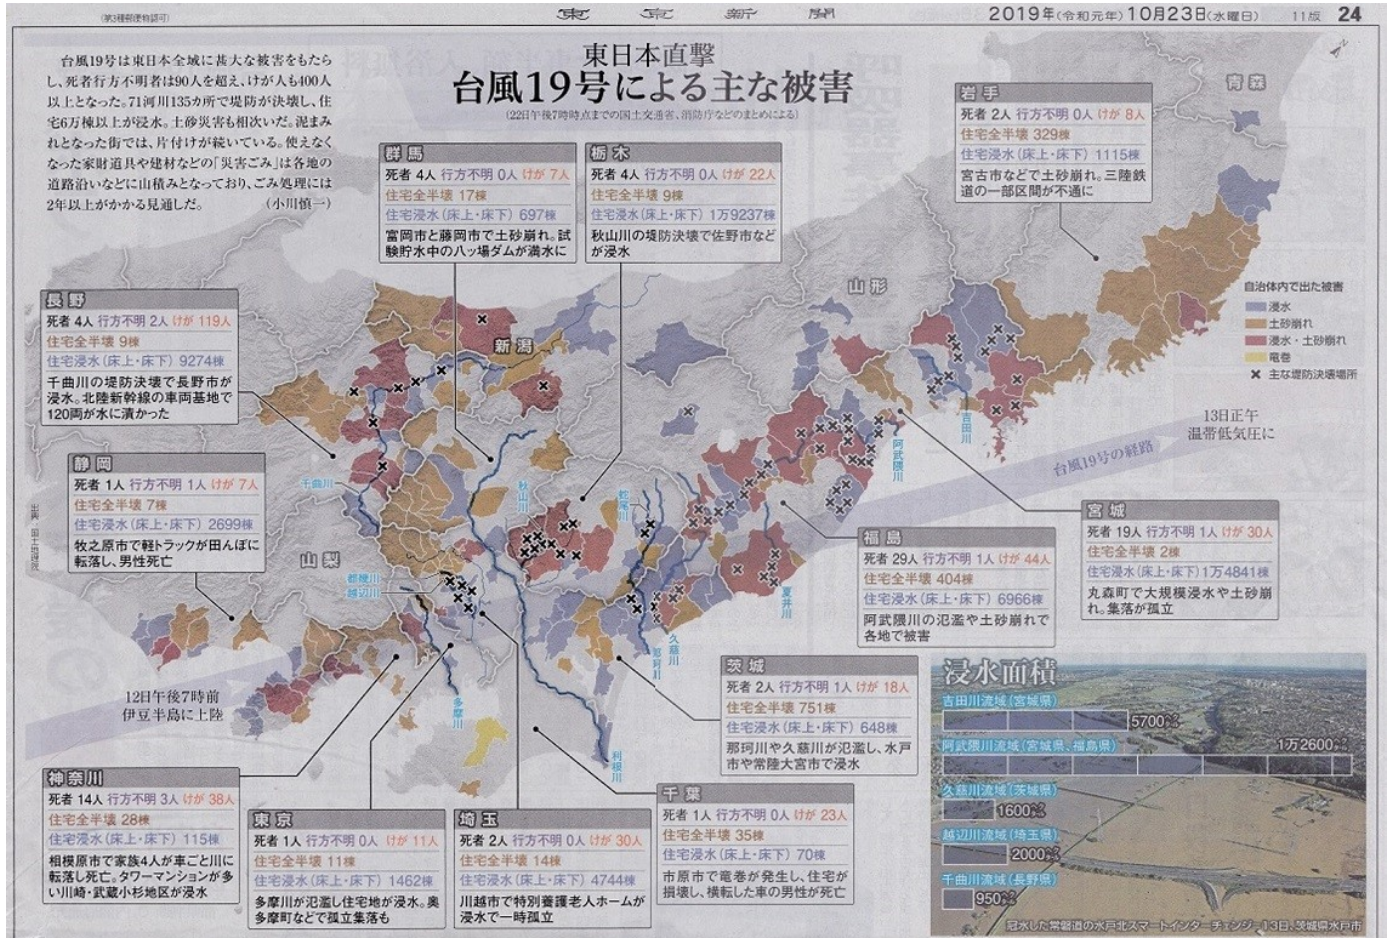 (第3種郵便物認可)
東京新聞
2019年(令和元年)10月23日(水曜日)
11版
24
台風19号は東日本全域に甚大な被害をもたら
し、死者行方不明者は90人を超え、けが人も400人
以上となった。71河川135カ所で堤防が決壊し、住
宅6万棟以上が浸水。土砂災害も相次いだ。泥まみ
れとなった街では、片付けが続いている。使えなく
なった家財道具や建材などの「災害ごみ」は各地の
道路沿いなどに山積みとなっており、ごみ処理には
2年以上がかかる見通しだ。 (小川慎一)
東日本直撃
台風19号による主な被害
(22日午後7時時点までの国土交通省、消防庁などのまとめによる)
岩手
死者 2人 行方不明 0人 けが 8人
住宅全半壊 329棟
住宅浸水(床上・床下) 1115棟
宮古市などで土砂崩れ。三陸鉄
道の一部区間が不通に
青森
群馬
死者 4人 行方不明 0人 けが 7人
住宅全半壊 17棟
住宅浸水(床上・床下) 697棟
富岡市と藤岡市で土砂崩れ。試
験貯水中の八ッ場ダムが満水に
栃木
死者 4人 行方不明 0人 けが 22人
住宅全半壊 9棟
住宅浸水(床上・床下) 1万9237棟
秋山川の堤防決壊で佐野市など
が浸水
長野
死者 4人 行方不明 2人 けが 119人
住宅全半壊 9棟
住宅浸水(床上・床下) 9274棟
千曲川の堤防決壊で長野市が
浸水。北陸新幹線の車両基地で
120両が水に漬かった
新潟
山形
自治体内で出た被害
浸水
土砂崩れ
浸水・土砂崩れ
竜巻
主な堤防決壊場所
静岡
死者 1人 行方不明 1人 けが 7人
住宅全半壊 7棟
住宅浸水(床上・床下) 2699棟
牧之原市で軽トラックが田んぼに
転落し、男性死亡
千曲川
秋山川
蛇尾川
吉田川
阿武隈川
13日正午
温帯低気圧に
台風19号の経路
出典・国土地理院
山梨
都幾川
越辺川
宮城
死者 19人 行方不明 1人 けが 30人
住宅全半壊 2棟
住宅浸水(床上・床下) 1万4841棟
丸森町で大規模浸水や土砂崩
れ。集落が孤立
福島
死者 29人 行方不明 1人 けが 44人
住宅全半壊 404棟
住宅浸水(床上・床下) 6966棟
阿武隈川の氾濫や土砂崩れで
各地で被害
夏井川
久慈川
那珂川
多摩川
利根川
12日午後7時前
伊豆半島に上陸
茨城
死者 2人 行方不明 1人 けが 18人
住宅全半壊 751棟
住宅浸水(床上・床下) 648棟
那珂川や久慈川が氾濫し、水戸
市や常陸大宮市で浸水
神奈川
死者 14人 行方不明 3人 けが 38人
住宅全半壊 28棟
住宅浸水(床上・床下) 115棟
相模原市で家族4人が車ごと川に
転落し死亡。タワーマンションが多
い川崎・武蔵小杉地区が浸水
東京
死者 1人 行方不明 0人 けが 11人
住宅全半壊 11棟
住宅浸水(床上・床下) 1462棟
多摩川が氾濫し住宅地が浸水。奥
多摩町などで孤立集落も
埼玉
死者 2人 行方不明 0人 けが 30人
住宅全半壊 14棟
住宅浸水(床上・床下) 4744棟
川越市で特別養護老人ホームが
浸水で一時孤立
千葉
死者 1人 行方不明 0人 けが 23人
住宅全半壊 35棟
住宅浸水(床上・床下) 70棟
市原市で竜巻が発生し、住宅が
損壊し、横転した車の男性が死亡
浸水面積
吉田川流域(宮城県)
5700㌶
阿武隈川流域(宮城県、福島県)
1万2600㌶
久慈川流域(茨城県)
1600㌶
越辺川流域(埼玉県)
2000㌶
千曲川流域(長野県)
950㌶
冠水した常磐道の水戸北スマートインターチェンジ=13日、茨城県水戸市